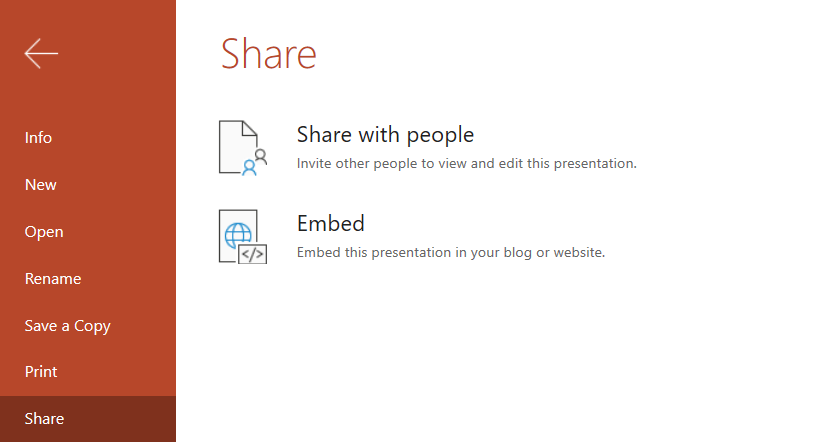 Share
Info
New
Open
Rename
Save a Copy
Print
Share
Share with people
Invite other people to view and edit this presentation.
Embed
Embed this presentation in your blog or website.